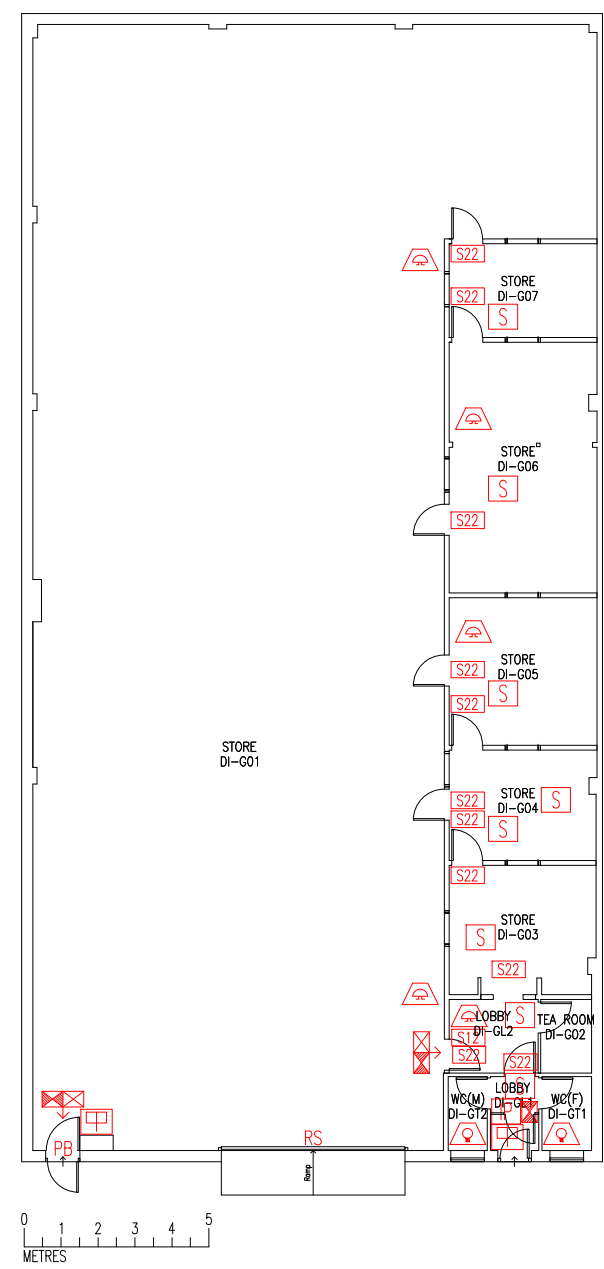 S22
STORE
DI-G07
S22
S
STORE
DI-G06
S
S22
STORE
DI-G05
S22
S
S22
STORE
DI-G01
STORE
DI-G04
S22
S
S22
S
S22
STORE
DI-G03
S
S22
LOBBY
DI-GL2
S
TEA ROOM
DI-G02
S12
S22
S22
LOBBY
DI-GL1
S
WC(M)
DI-GT2
WC(F)
DI-GT1
PB
RS
Ramp
0 1 2 3 4 5
METRES